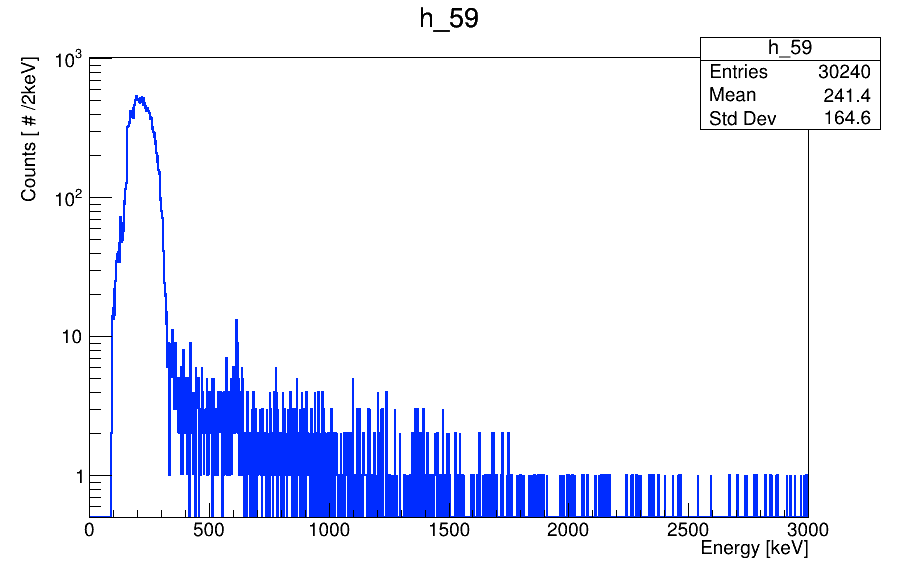 h_59
h_59
Entries 30240
Mean 241.4
Std Dev 164.6
Counts [ # /2keV]
10³
10²
10
1
0 500 1000 1500 2000 2500 3000
Energy [keV]